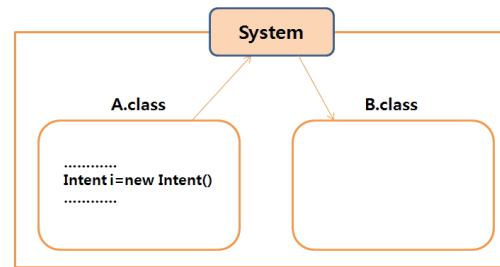 System
A.class
B.class
............
Intent i=new Intent()
............